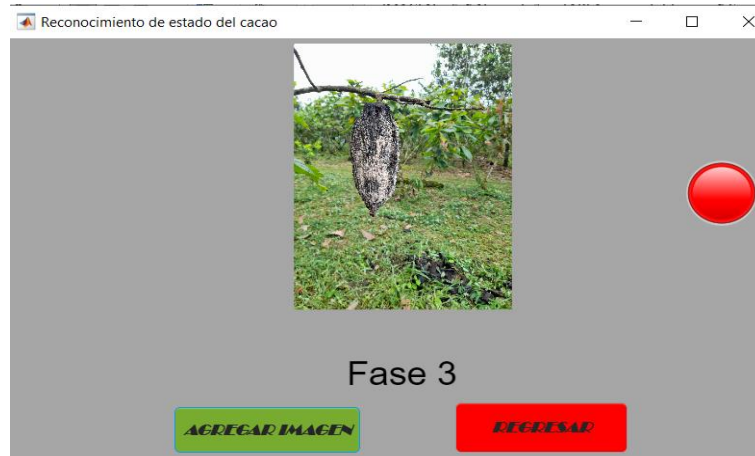 Reconocimiento de estado del cacao
Fase 3
AGREGAR IMAGEN
REGRESAR